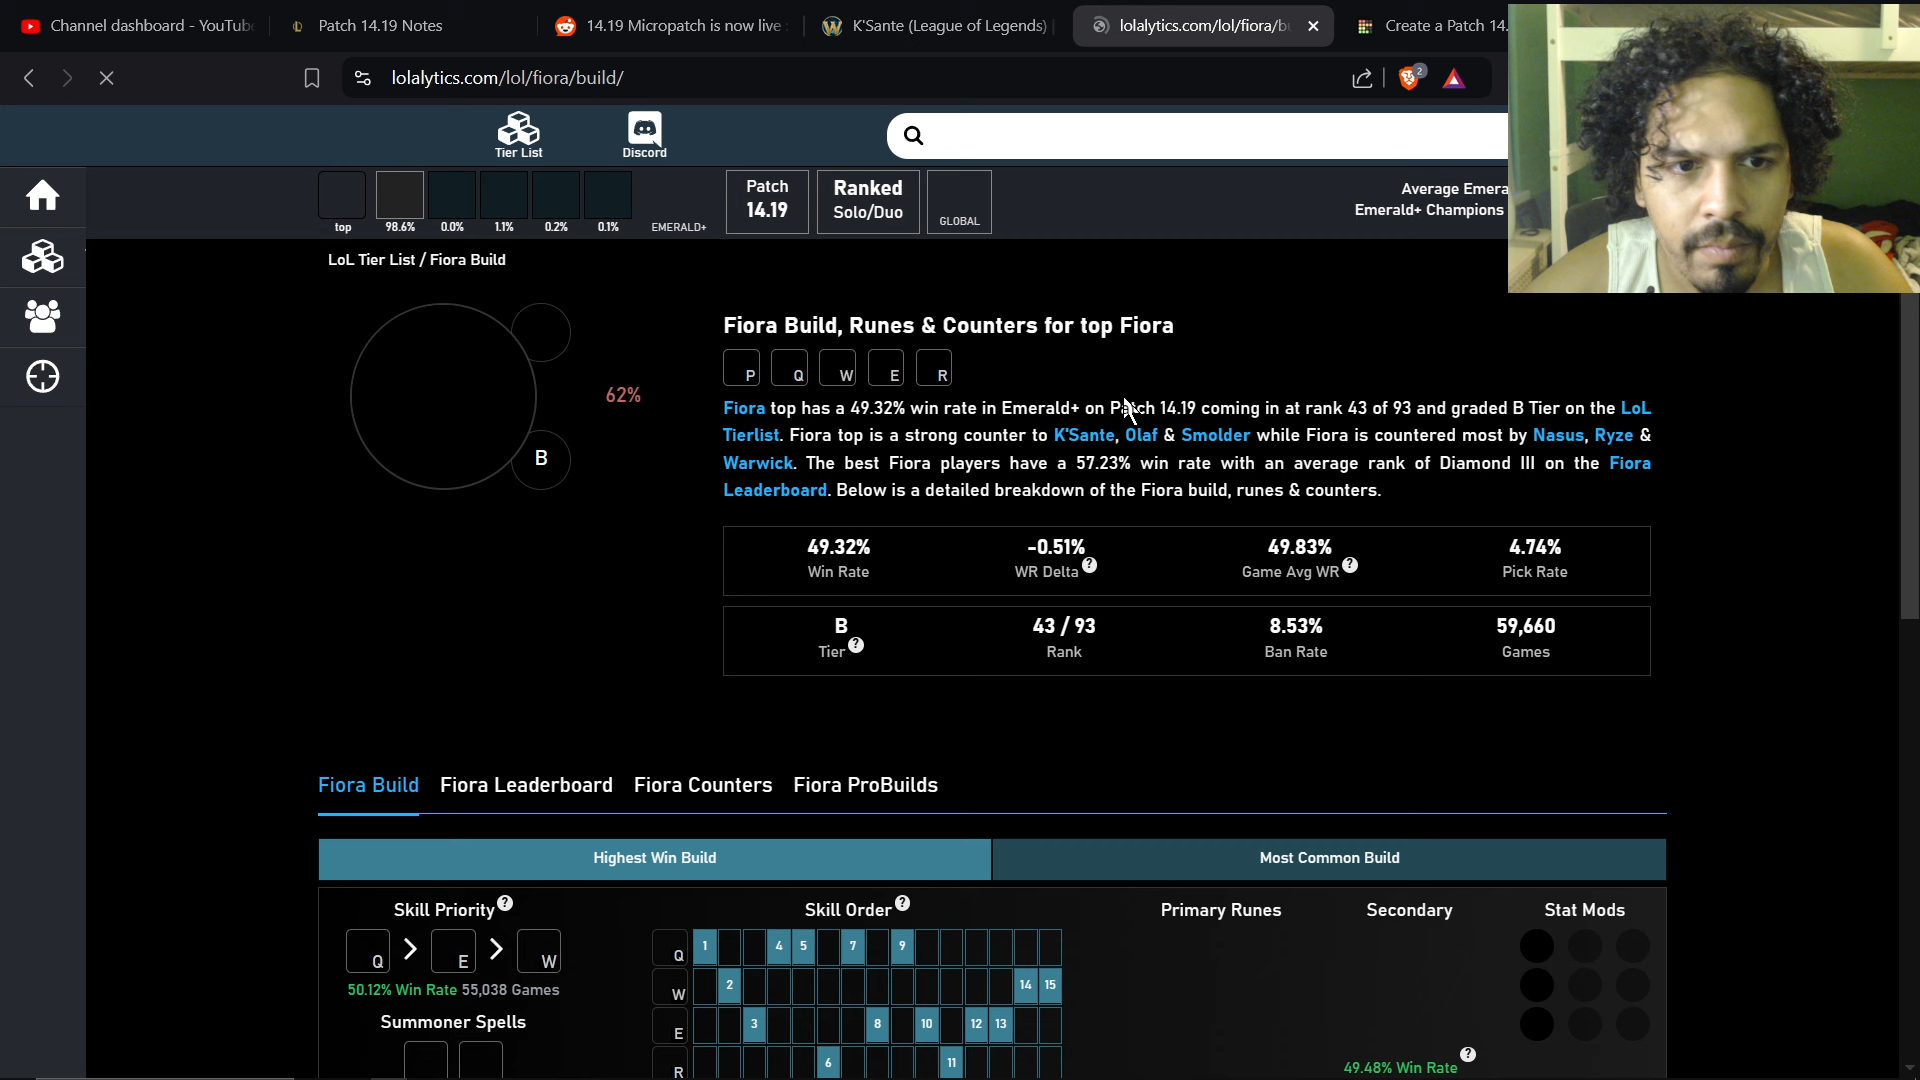 Channel dashboard - YouTube
Patch 14.19 Notes
14.19 Micropatch is now live
K'Sante (League of Legends)
lolalytics.com/lol/fiora/b
Create a Patch 14.
lolalytics.com/lol/fiora/build/
2
Tier List
Discord
top
98.6%
0.0%
1.1%
0.2%
0.1%
EMERALD+
Patch
14.19
Ranked
Solo/Duo
GLOBAL
Average Emera
Emerald+ Champions
LoL Tier List / Fiora Build
62%
B
Fiora Build, Runes & Counters for top Fiora
P Q W E R
Fiora top has a 49.32% win rate in Emerald+ on Patch 14.19 coming in at rank 43 of 93 and graded B Tier on the LoL
Tierlist. Fiora top is a strong counter to K'Sante, Olaf & Smolder while Fiora is countered most by Nasus, Ryze &
Warwick. The best Fiora players have a 57.23% win rate with an average rank of Diamond III on the Fiora
Leaderboard. Below is a detailed breakdown of the Fiora build, runes & counters.
49.32% -0.51% 49.83% 4.74%
Win Rate WR Delta ? Game Avg WR ? Pick Rate
B 43 / 93 8.53% 59,660
Tier ? Rank Ban Rate Games
Fiora Build Fiora Leaderboard Fiora Counters Fiora ProBuilds
Highest Win Build Most Common Build
Skill Priority ?
Q E W
50.12% Win Rate 55,038 Games
Summoner Spells
Skill Order ?
Q 1 4 5 7 9
W 2 14 15
E 3 8 10 12 13
R 6 11
Primary Runes Secondary Stat Mods
49.48% Win Rate ?